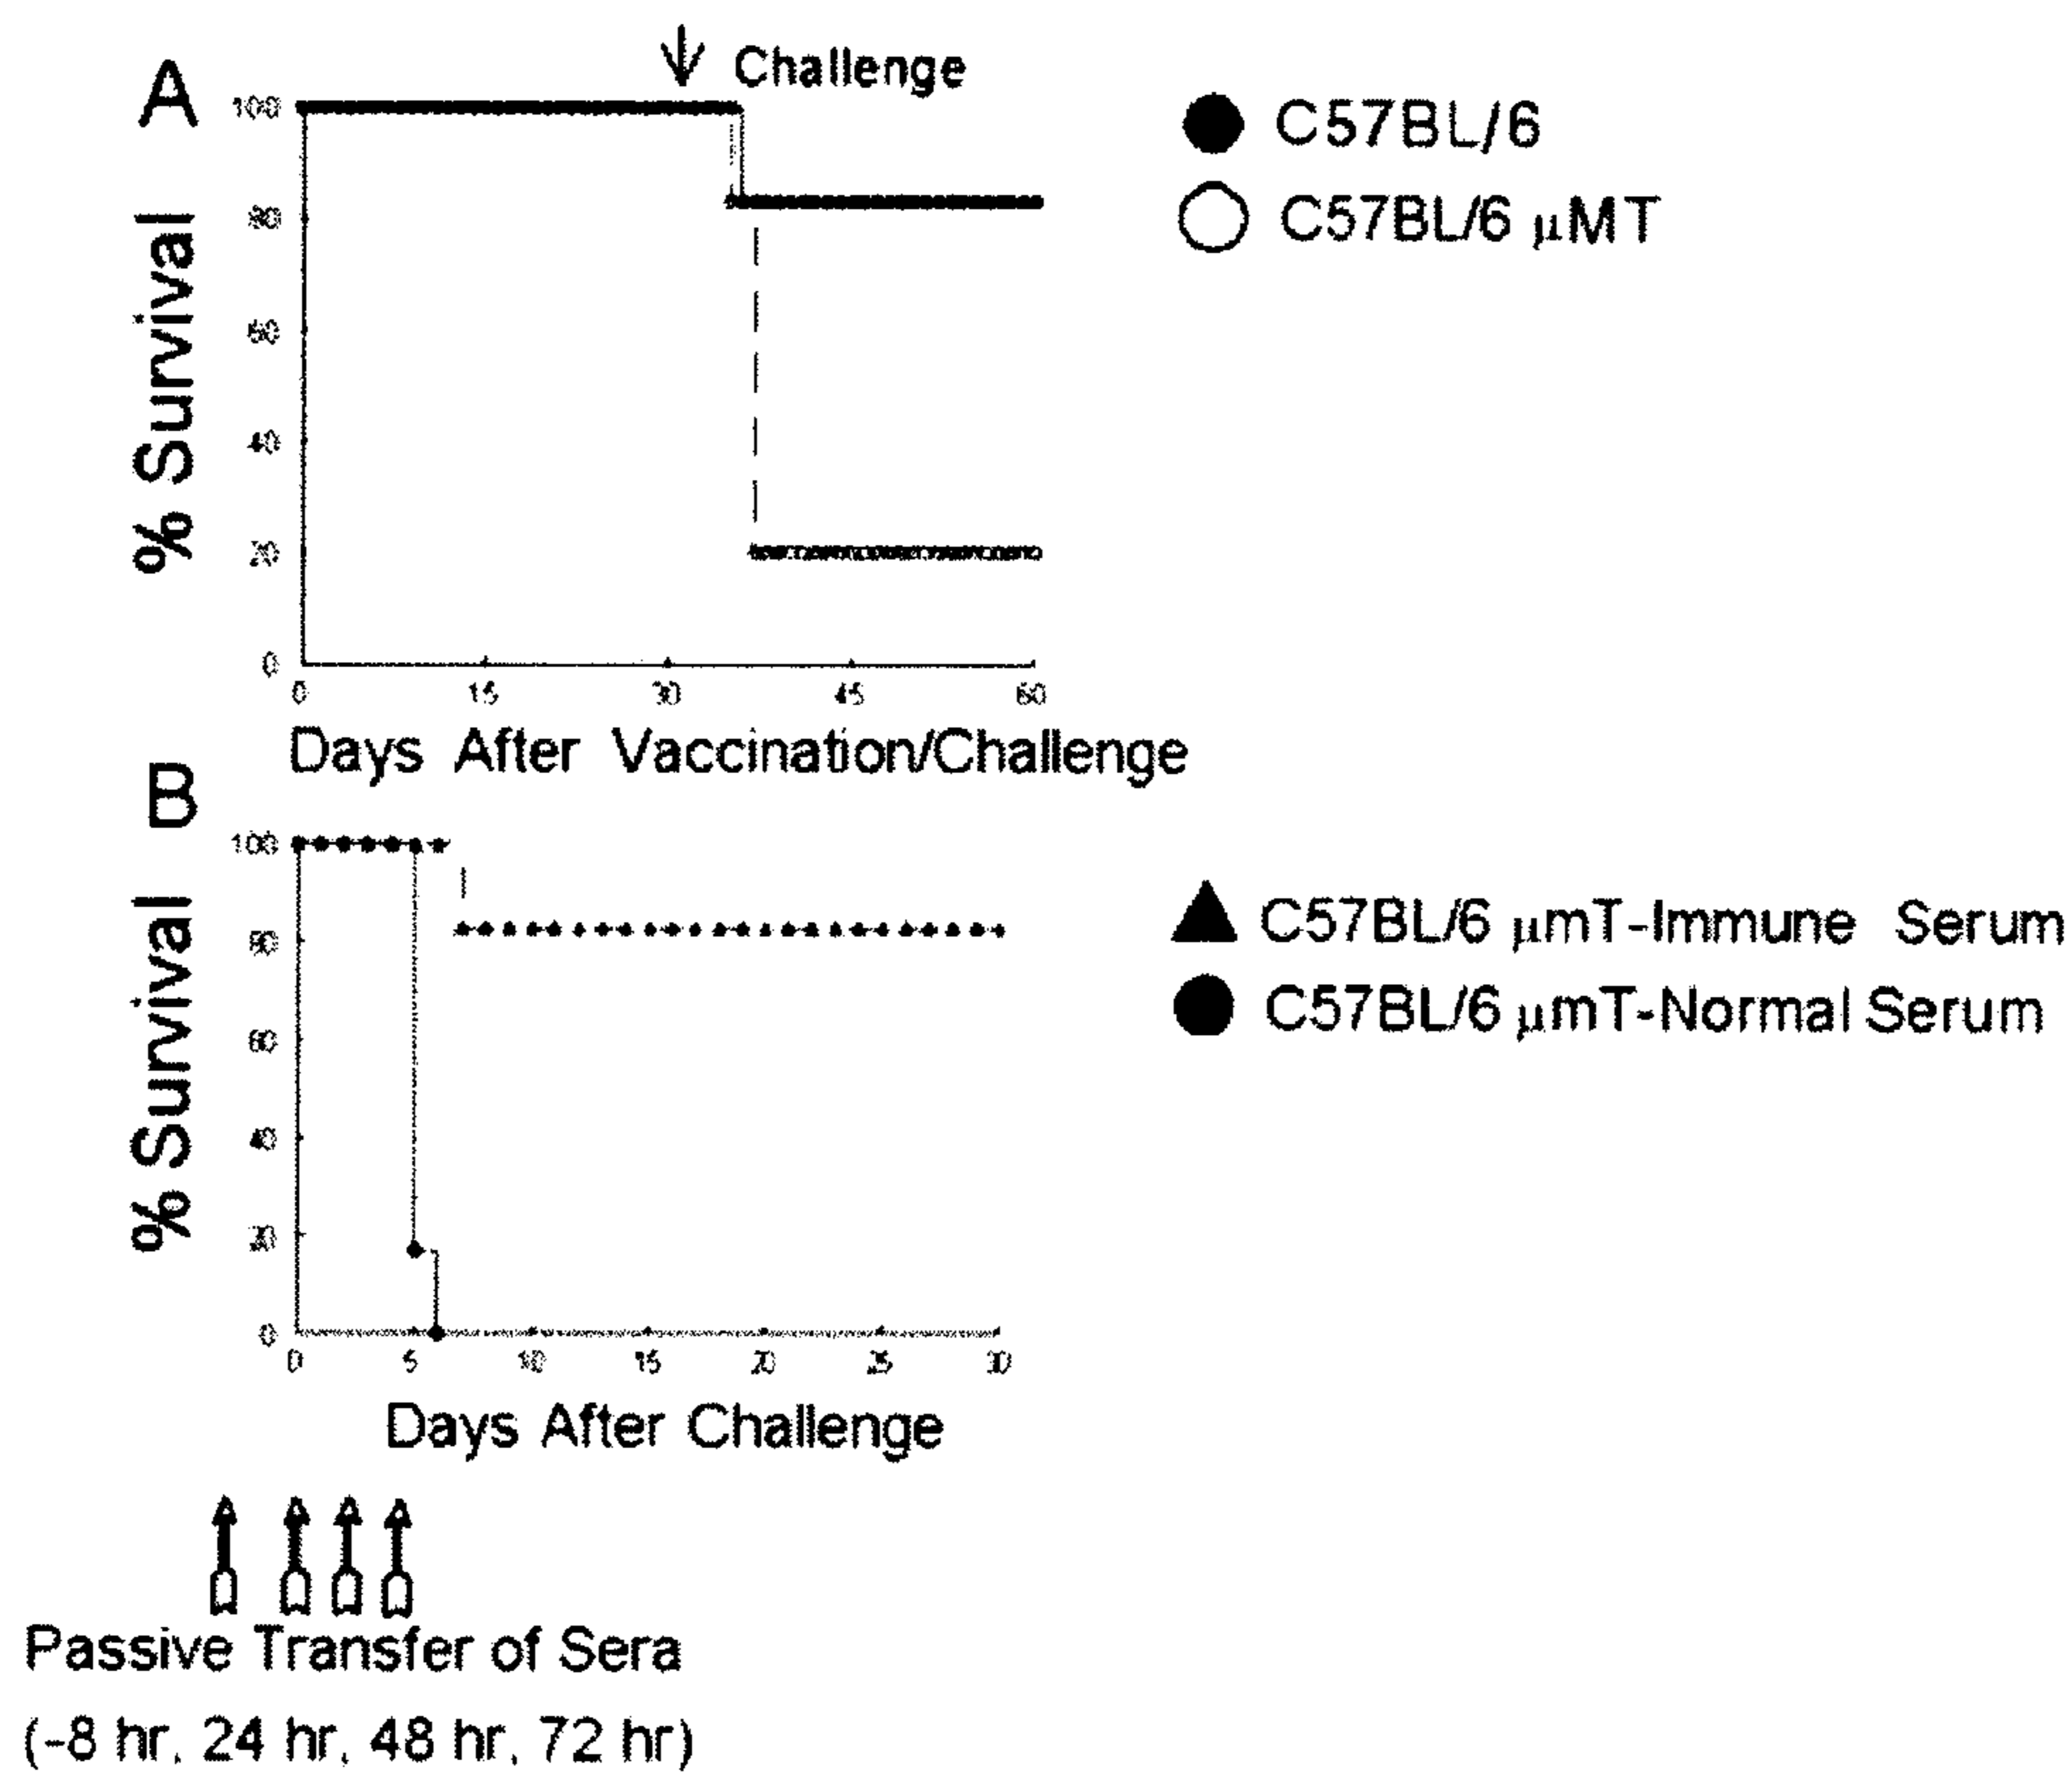 A
Challenge
100
80
60
40
20
0
% Survival
0 15 30 45 60
Days After Vaccination/Challenge
C57BL/6
C57BL/6 μMT
B
100
80
60
40
20
0
% Survival
0 5 10 15 20 25 30
Days After Challenge
C57BL/6 μmT-Immune Serum
C57BL/6 μmT-Normal Serum
Passive Transfer of Sera
(-8 hr, 24 hr, 48 hr, 72 hr)